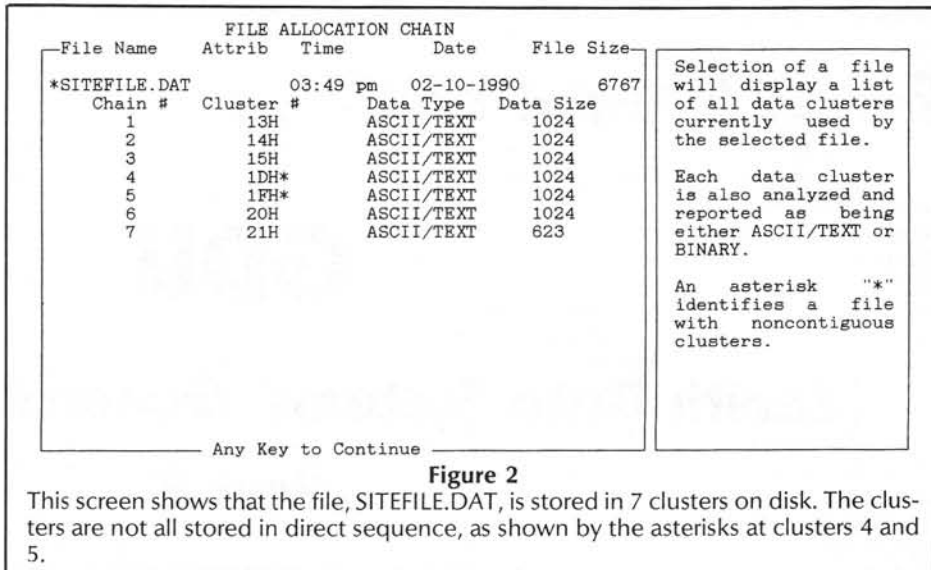 FILE ALLOCATION CHAIN
File Name Attrib Time Date File Size
*SITEFILE.DAT 03:49 pm 02-10-1990 6767
Chain # Cluster # Data Type Data Size
1 13H ASCII/TEXT 1024
2 14H ASCII/TEXT 1024
3 15H ASCII/TEXT 1024
4 1DH* ASCII/TEXT 1024
5 1FH* ASCII/TEXT 1024
6 20H ASCII/TEXT 1024
7 21H ASCII/TEXT 623
Any Key to Continue
Selection of a file
will display a list
of all data clusters
currently used by
the selected file.
Each data cluster
is also analyzed and
reported as being
either ASCII/TEXT or
BINARY.
An asterisk "*"
identifies a file
with noncontiguous
clusters.
Figure 2
This screen shows that the file, SITEFILE.DAT, is stored in 7 clusters on disk. The clus-
ters are not all stored in direct sequence, as shown by the asterisks at clusters 4 and
5.